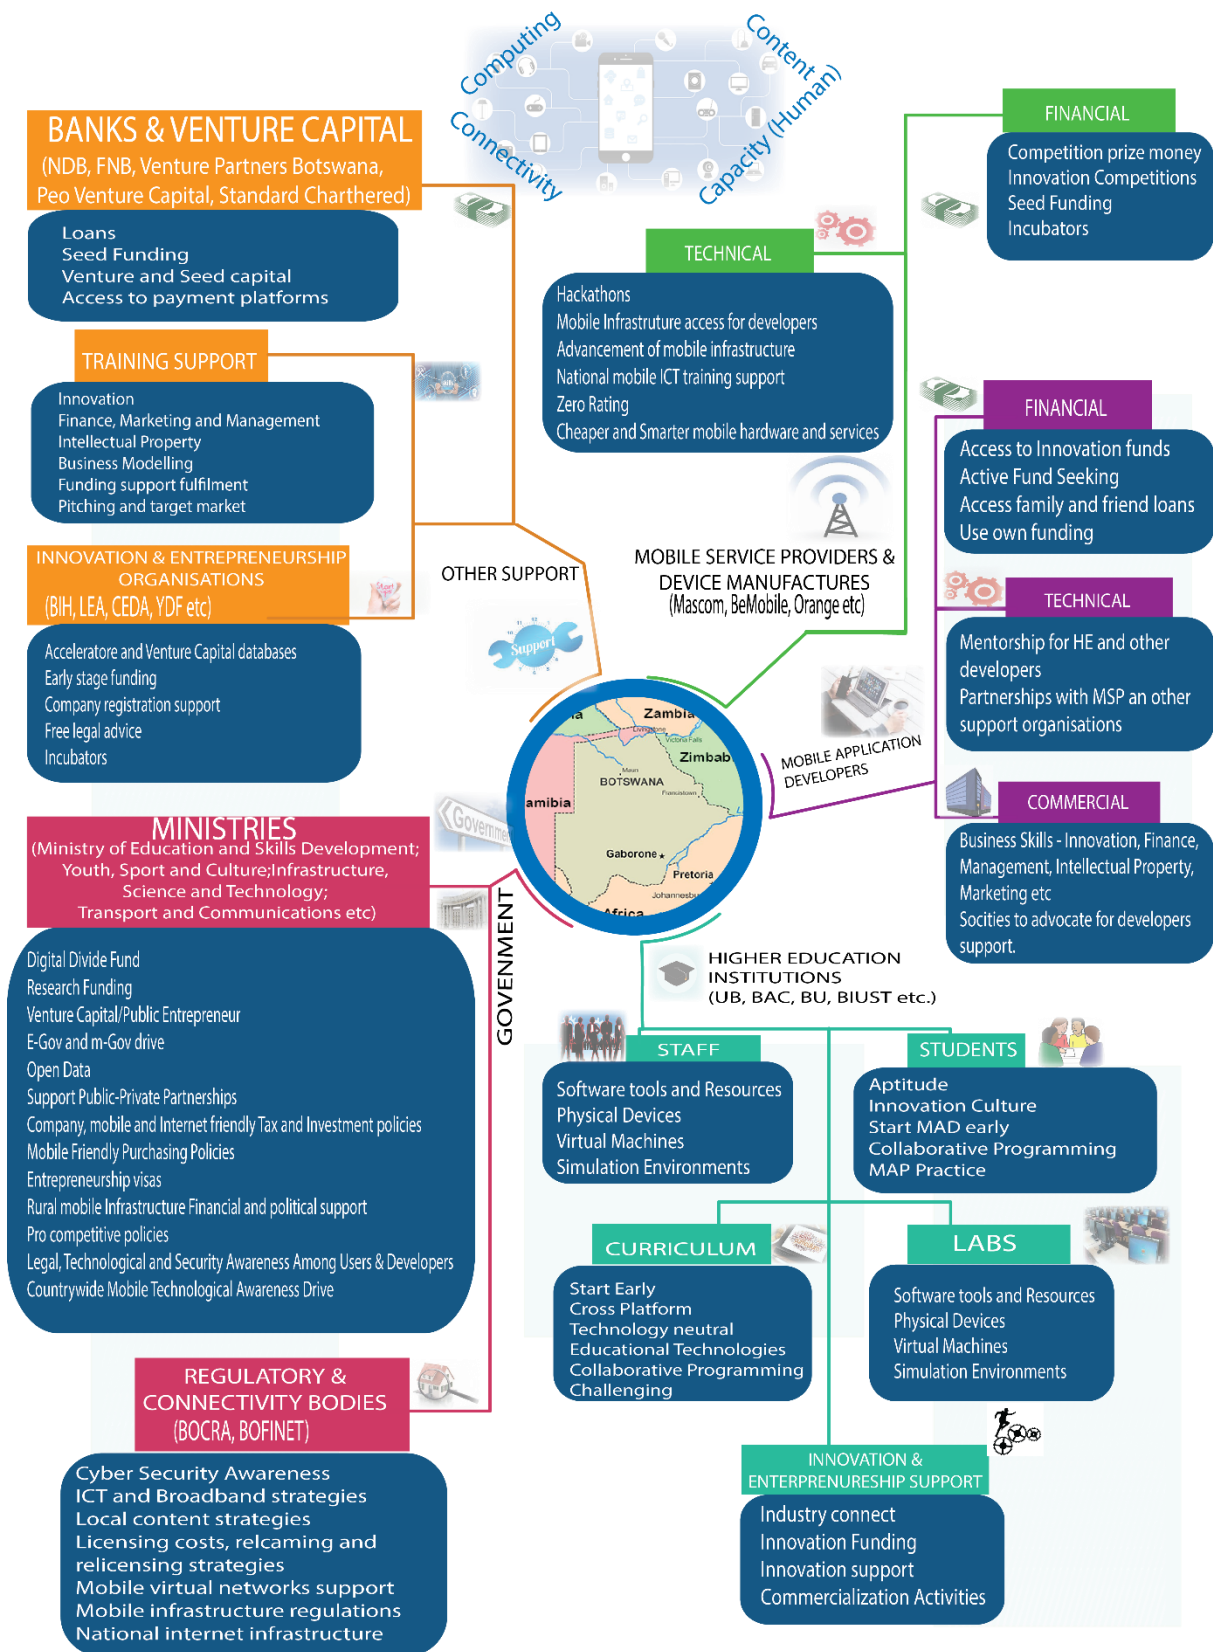 Computing
Content
Connectivity
Capacity (Human)
BANKS & VENTURE CAPITAL
(NDB, FNB, Venture Partners Botswana,
Peo Venture Capital, Standard Charthered)
Loans
Seed Funding
Venture and Seed capital
Access to payment platforms
TRAINING SUPPORT
Innovation
Finance, Marketing and Management
Intellectual Property
Business Modelling
Funding support fulfilment
Pitching and target market
INNOVATION & ENTREPRENEURSHIP
ORGANISATIONS
(BIH, LEA, CEDA, YDF etc)
Acceleratore and Venture Capital databases
Early stage funding
Company registration support
Free legal advice
Incubators
OTHER SUPPORT
Support
FINANCIAL
Competition prize money
Innovation Competitions
Seed Funding
Incubators
TECHNICAL
Hackathons
Mobile Infrastruture access for developers
Advancement of mobile infrastructure
National mobile ICT training support
Zero Rating
Cheaper and Smarter mobile hardware and services
MOBILE SERVICE PROVIDERS &
DEVICE MANUFACTURES
(Mascom, BeMobile, Orange etc)
FINANCIAL
Access to Innovation funds
Active Fund Seeking
Access family and friend loans
Use own funding
TECHNICAL
Mentorship for HE and other
developers
Partnerships with MSP an other
support organisations
COMMERCIAL
Business Skills - Innovation, Finance,
Management, Intellectual Property,
Marketing etc
Socities to advocate for developers
support.
MOBILE APPLICATION
DEVELOPERS
ia
Zambia
Livingstone
Victoria Falls
Zimbab
Maun
BOTSWANA
Francistown
amibia
Gaborone
Pretoria
Johannesbu
Africa
Governmen
GOVENMENT
MINISTRIES
(Ministry of Education and Skills Development;
Youth, Sport and Culture;Infrastructure,
Science and Technology;
Transport and Communications etc)
Digital Divide Fund
Research Funding
Venture Capital/Public Entrepreneur
E-Gov and m-Gov drive
Open Data
Support Public-Private Partnerships
Company, mobile and Internet friendly Tax and Investment policies
Mobile Friendly Purchasing Policies
Entrepreneurship visas
Rural mobile Infrastructure Financial and political support
Pro competitive policies
Legal, Technological and Security Awareness Among Users & Developers
Countrywide Mobile Technological Awareness Drive
REGULATORY &
CONNECTIVITY BODIES
(BOCRA, BOFINET)
Cyber Security Awareness
ICT and Broadband strategies
Local content strategies
Licensing costs, relcaming and
relicensing strategies
Mobile virtual networks support
Mobile infrastructure regulations
National internet infrastructure
HIGHER EDUCATION
INSTITUTIONS
(UB, BAC, BU, BIUST etc.)
STAFF
Software tools and Resources
Physical Devices
Virtual Machines
Simulation Environments
STUDENTS
Aptitude
Innovation Culture
Start MAD early
Collaborative Programming
MAP Practice
CURRICULUM
Start Early
Cross Platform
Technology neutral
Educational Technologies
Collaborative Programming
Challenging
LABS
Software tools and Resources
Physical Devices
Virtual Machines
Simulation Environments
INNOVATION &
ENTERPRENURESHIP SUPPORT
Industry connect
Innovation Funding
Innovation support
Commercialization Activities